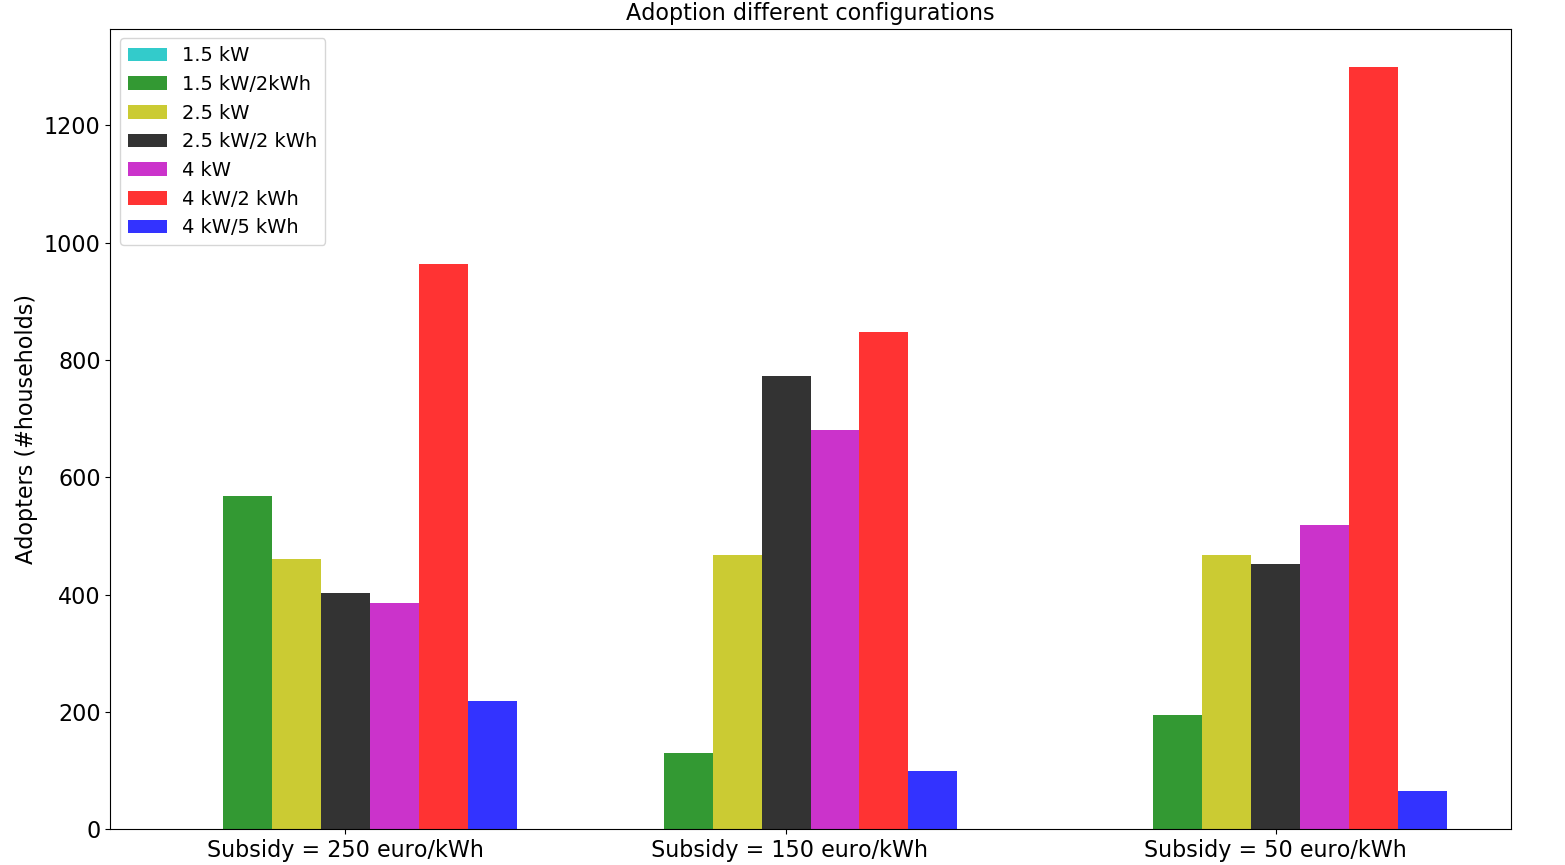 Adoption different configurations
1.5 kW
1.5 kW/2kWh
2.5 kW
2.5 kW/2 kWh
4 kW
4 kW/2 kWh
4 kW/5 kWh
Adopters (#households)
1200
1000
800
600
400
200
0
Subsidy = 250 euro/kWh
Subsidy = 150 euro/kWh
Subsidy = 50 euro/kWh